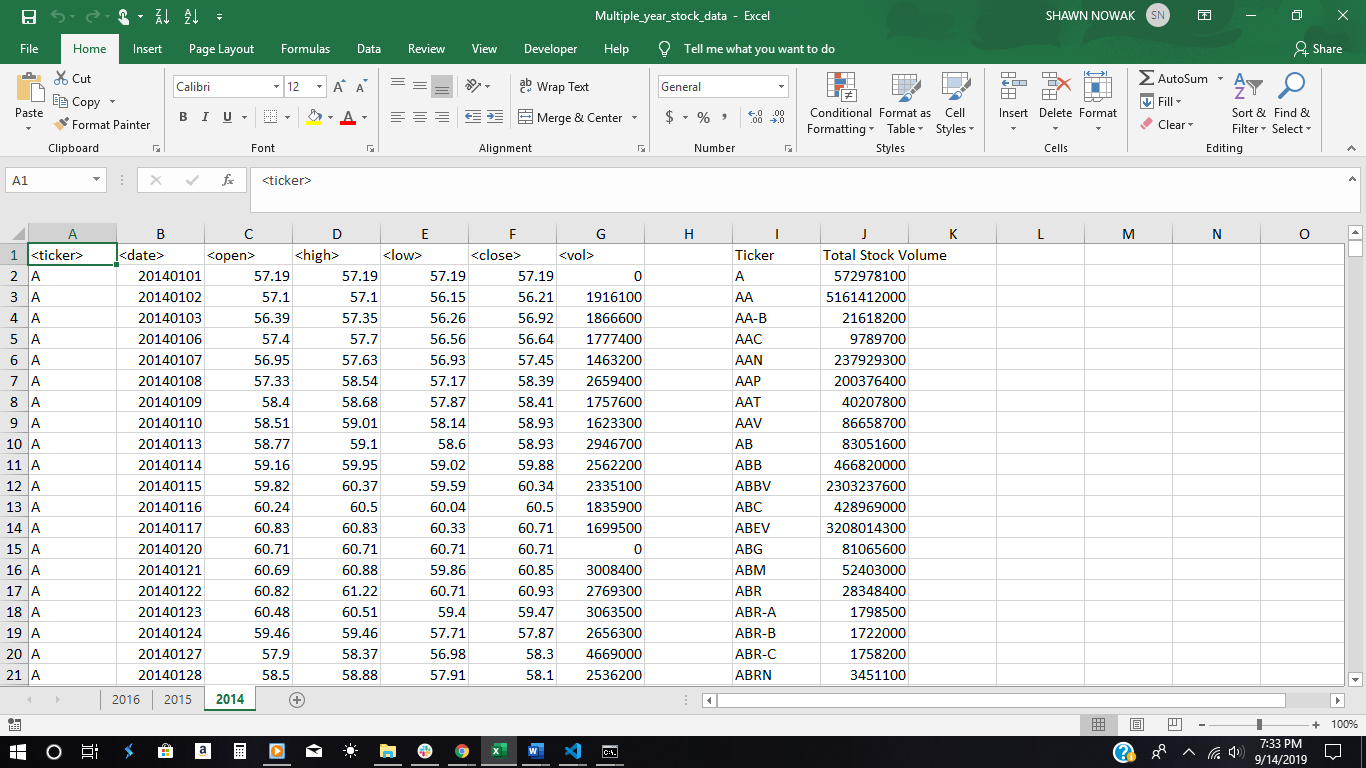 Multiple_year_stock_data - Excel
SHAWN NOWAK SN
File Home Insert Page Layout Formulas Data Review View Developer Help Tell me what you want to do Share
Paste
Cut
Copy
Format Painter
Clipboard
Calibri 12
B I U
Font
Wrap Text
Merge & Center
Alignment
General
$ % ,
Number
Conditional Formatting
Format as Table
Cell Styles
Styles
Insert Delete Format
Cells
AutoSum
Fill
Clear
Sort & Filter
Find & Select
Editing
A1 fx <ticker>
A B C D E F G H I J K L M N O
1 <ticker> <date> <open> <high> <low> <close> <vol> Ticker Total Stock Volume
2 A 20140101 57.19 57.19 57.19 57.19 0 A 572978100
3 A 20140102 57.1 57.1 56.15 56.21 1916100 AA 5161412000
4 A 20140103 56.39 57.35 56.26 56.92 1866600 AA-B 21618200
5 A 20140106 57.4 57.7 56.56 56.64 1777400 AAC 9789700
6 A 20140107 56.95 57.63 56.93 57.45 1463200 AAN 237929300
7 A 20140108 57.33 58.54 57.17 58.39 2659400 AAP 200376400
8 A 20140109 58.4 58.68 57.87 58.41 1757600 AAT 40207800
9 A 20140110 58.51 59.01 58.14 58.93 1623300 AAV 86658700
10 A 20140113 58.77 59.1 58.6 58.93 2946700 AB 83051600
11 A 20140114 59.16 59.95 59.02 59.88 2562200 ABB 466820000
12 A 20140115 59.82 60.37 59.59 60.34 2335100 ABBV 2303237600
13 A 20140116 60.24 60.5 60.04 60.5 1835900 ABC 428969000
14 A 20140117 60.83 60.83 60.33 60.71 1699500 ABEV 3208014300
15 A 20140120 60.71 60.71 60.71 60.71 0 ABG 81065600
16 A 20140121 60.69 60.88 59.86 60.85 3008400 ABM 52403000
17 A 20140122 60.82 61.22 60.71 60.93 2769300 ABR 28348400
18 A 20140123 60.48 60.51 59.4 59.47 3063500 ABR-A 1798500
19 A 20140124 59.46 59.46 57.71 57.87 2656300 ABR-B 1722000
20 A 20140127 57.9 58.37 56.98 58.3 4669000 ABR-C 1758200
21 A 20140128 58.5 58.88 57.91 58.1 2536200 ABRN 3451100
2016 2015 2014
100%
7:33 PM
9/14/2019